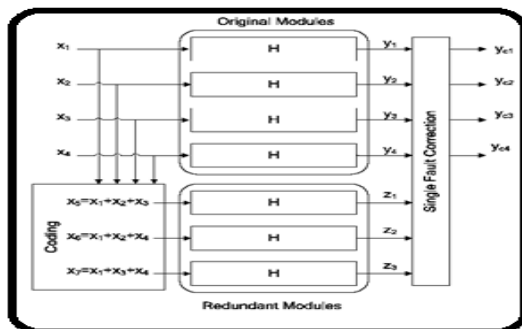 Original Modules
x1 H y1 yc1
x2 H y2 yc2
x3 H y3 yc3
x4 H y4 yc4
Single Fault Correction
Coding
x5=x1+x2+x3 H z1
x6=x1+x2+x4 H z2
x7=x1+x3+x4 H z3
Redundant Modules